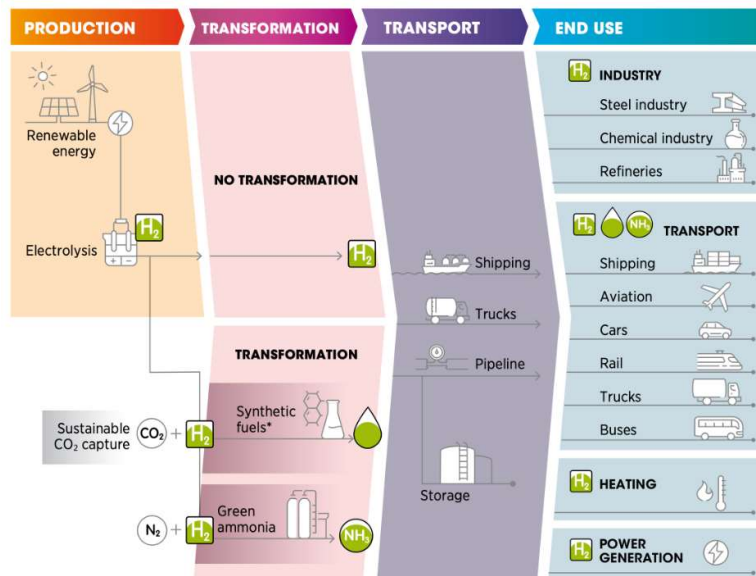 PRODUCTION
TRANSFORMATION
TRANSPORT
END USE
Renewable
energy
H₂
Electrolysis
NO TRANSFORMATION
H₂
TRANSFORMATION
Sustainable
CO₂ capture
CO₂ + H₂
Synthetic
fuels*
N₂ + H₂
Green
ammonia
NH₃
Shipping
Trucks
Pipeline
Storage
H₂ INDUSTRY
Steel industry
Chemical industry
Refineries
H₂ NH₃ TRANSPORT
Shipping
Aviation
Cars
Rail
Trucks
Buses
H₂ HEATING
H₂ POWER
GENERATION